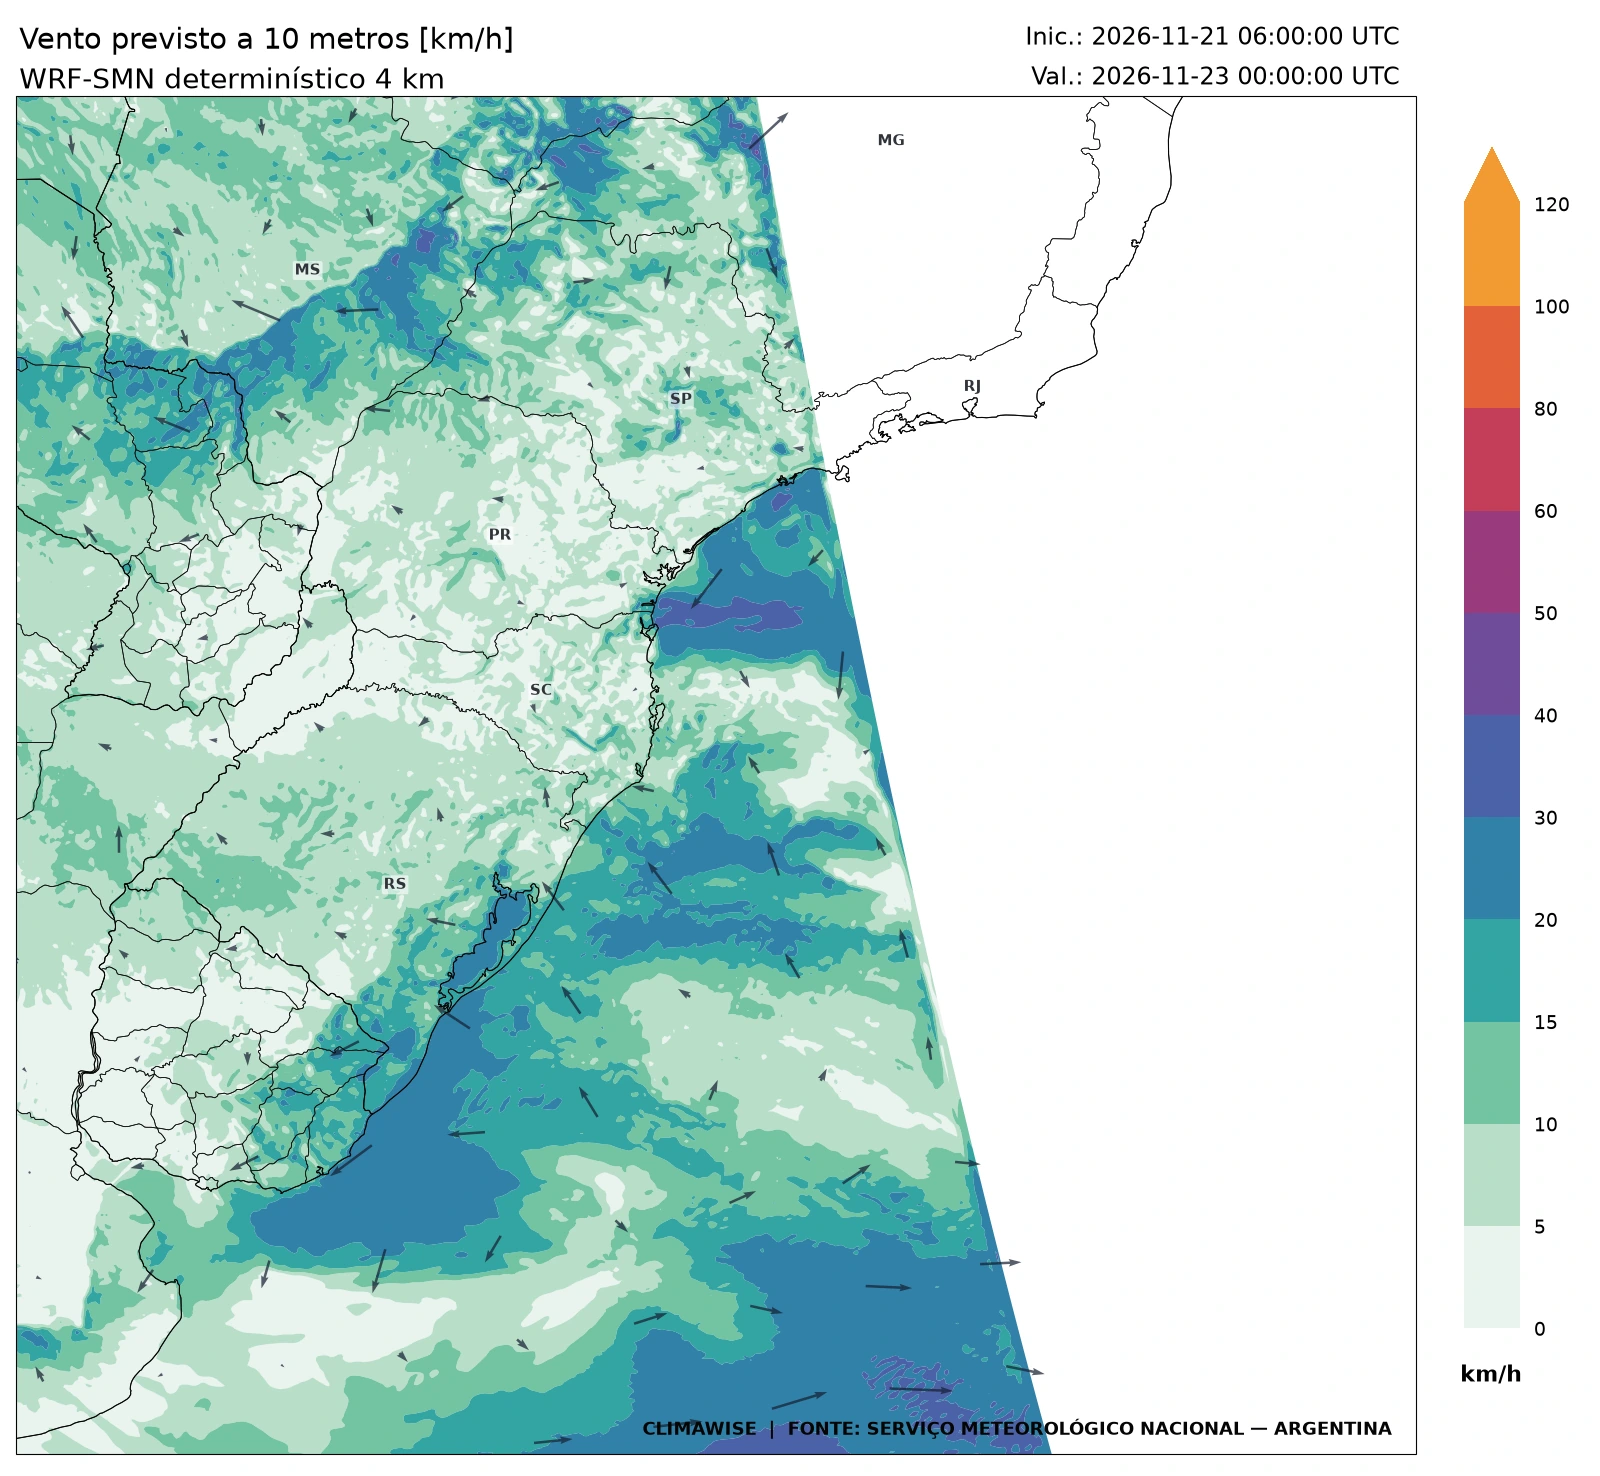 Vento previsto a 10 metros [km/h]
WRF-SMN determinístico 4 km
Inic.: 2026-11-21 06:00:00 UTC
Val.: 2026-11-23 00:00:00 UTC
MG
MS
RJ
SP
PR
SC
RS
120
100
80
60
50
40
30
20
15
10
5
0
km/h
CLIMAWISE | FONTE: SERVIÇO METEOROLÓGICO NACIONAL — ARGENTINA